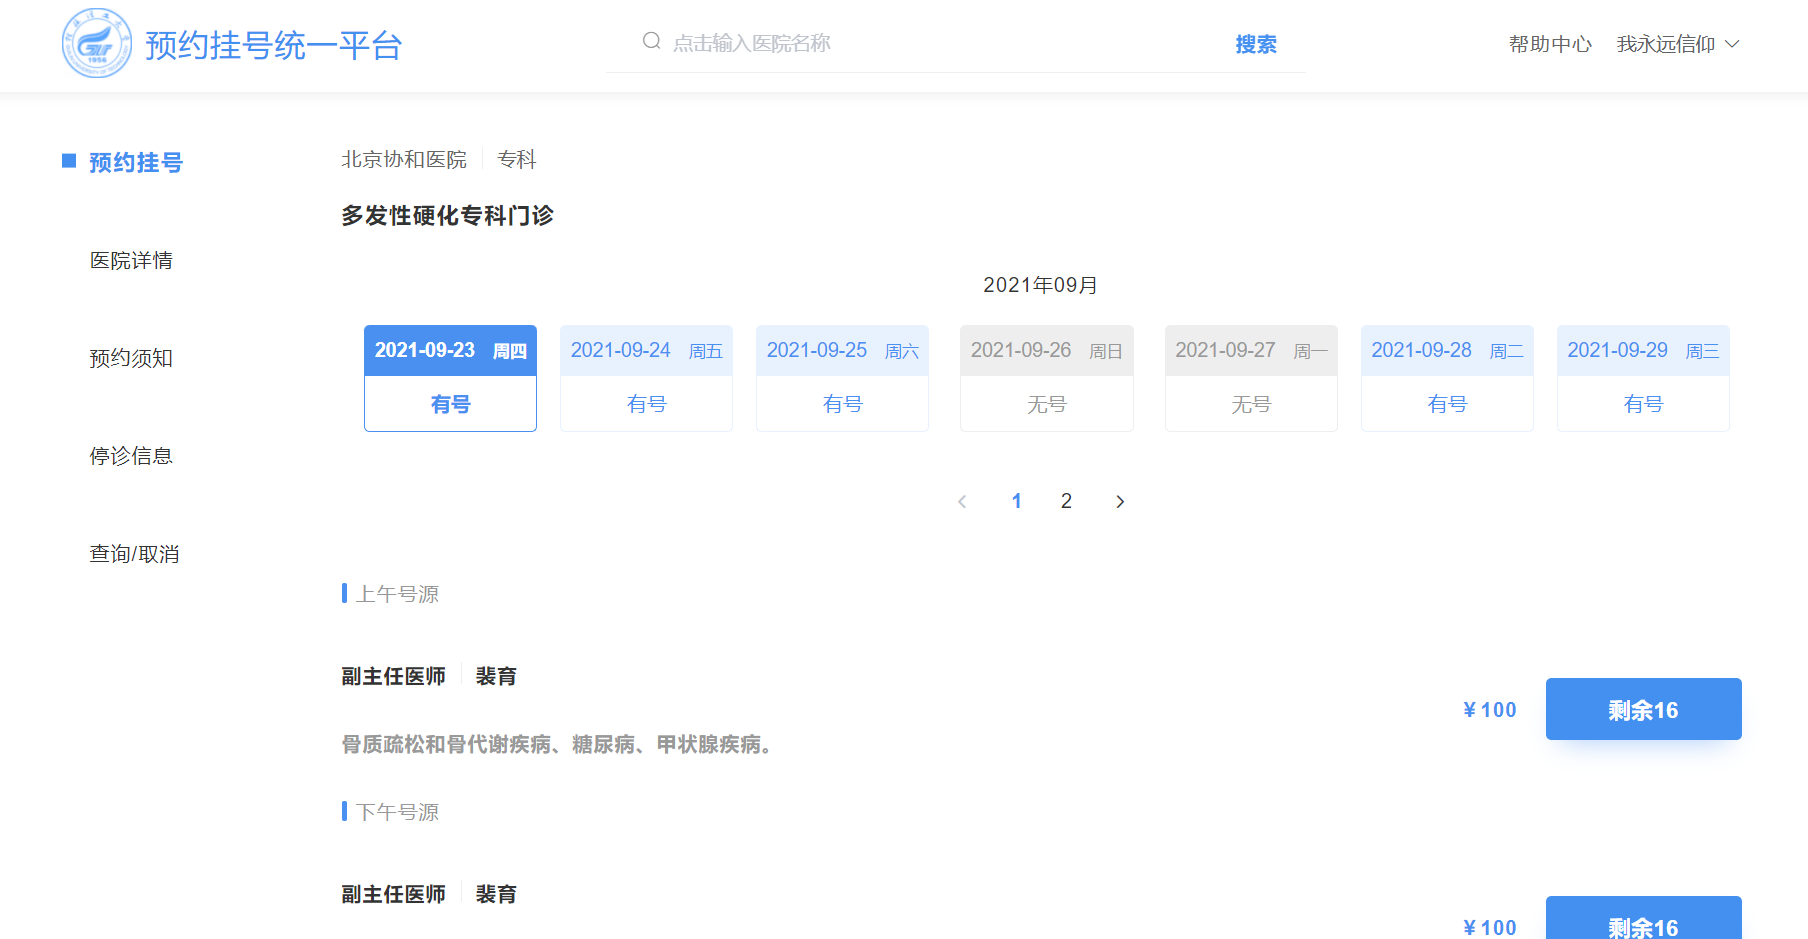 预约挂号统一平台
点击输入医院名称
搜索
帮助中心
我永远信仰
预约挂号
医院详情
预约须知
停诊信息
查询/取消
北京协和医院 专科
多发性硬化专科门诊
2021年09月
2021-09-23 周四
有号
2021-09-24 周五
有号
2021-09-25 周六
有号
2021-09-26 周日
无号
2021-09-27 周一
无号
2021-09-28 周二
有号
2021-09-29 周三
有号
1 2
上午号源
副主任医师 裴育
骨质疏松和骨代谢疾病、糖尿病、甲状腺疾病。
¥100
剩余16
下午号源
副主任医师 裴育
¥100
剩余16